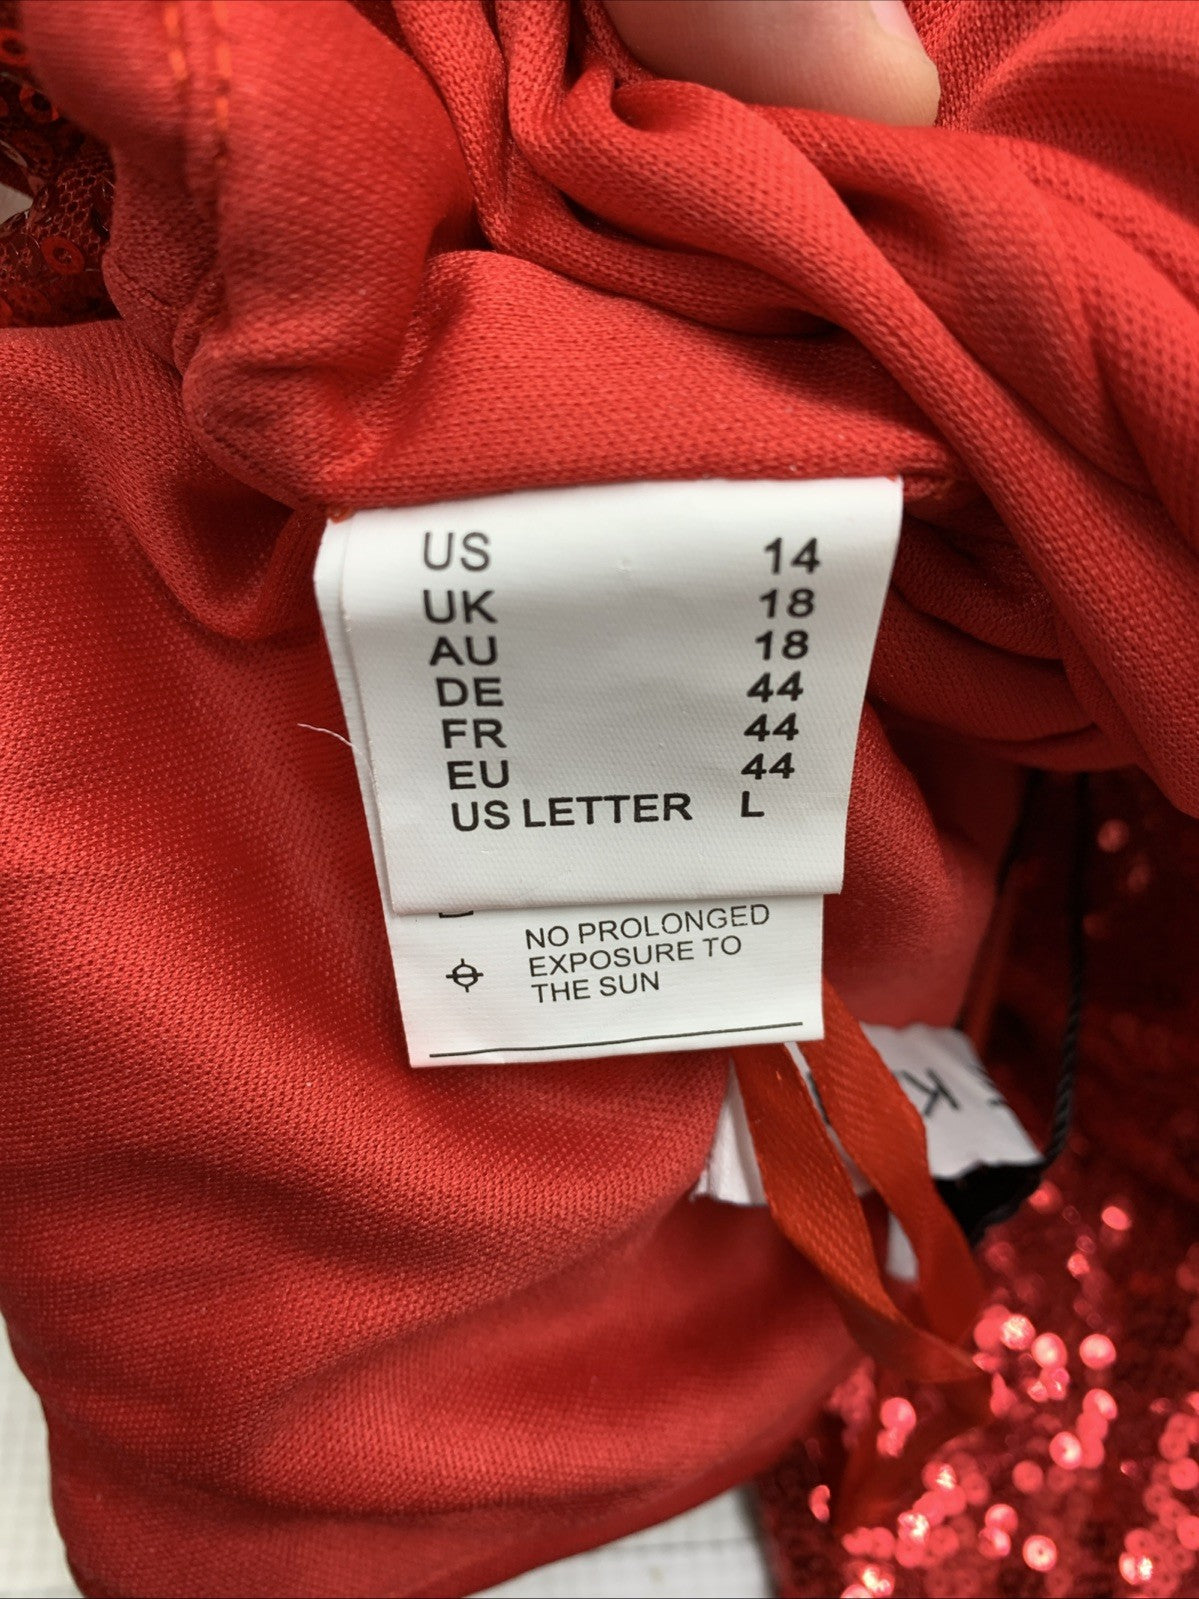 US 14
UK 18
AU 18
DE 44
FR 44
EU 44
US LETTER L
NO PROLONGED
EXPOSURE TO
THE SUN
K